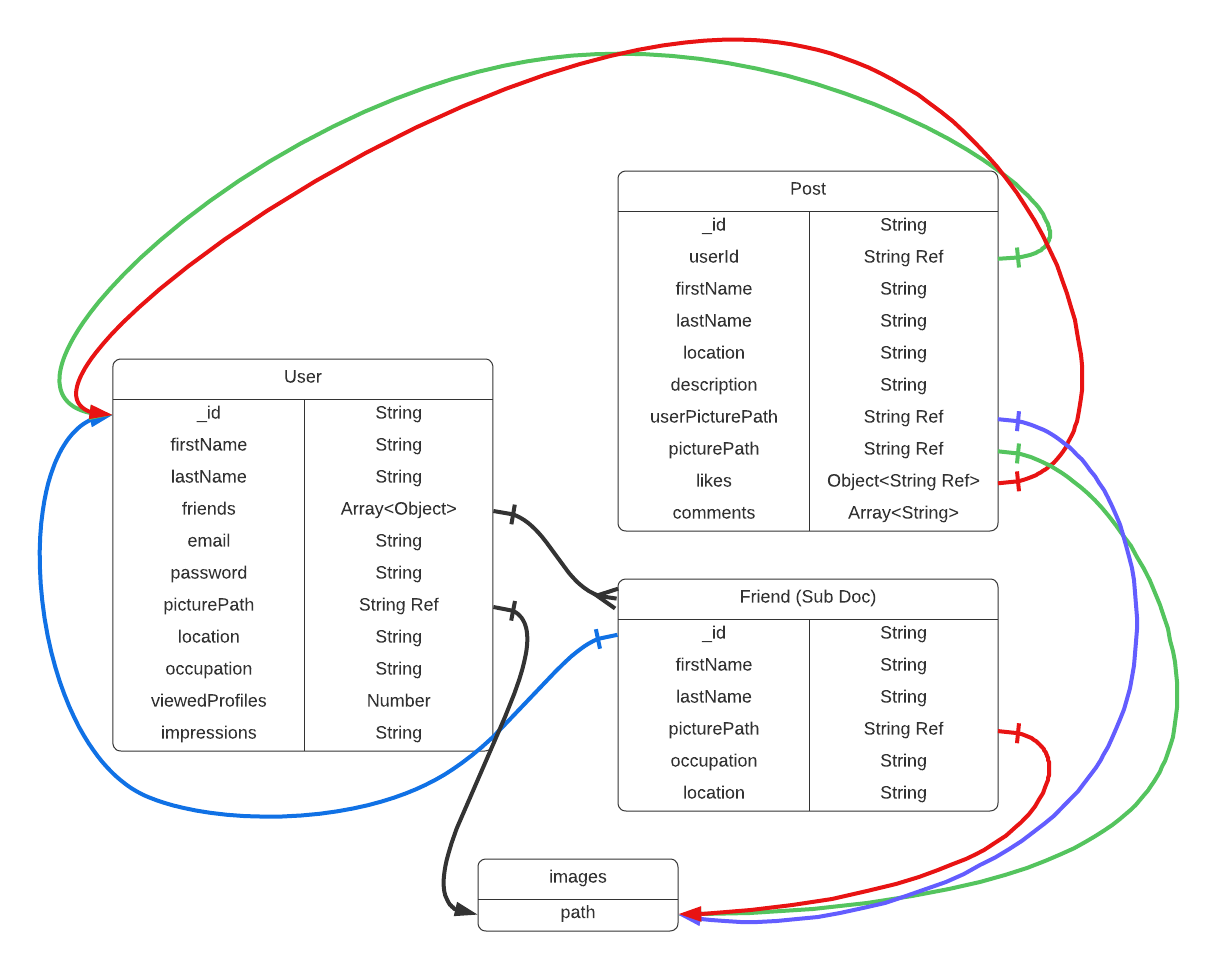 Post
_id String
userId String Ref
firstName String
lastName String
location String
description String
userPicturePath String Ref
picturePath String Ref
likes Object<String Ref>
comments Array<String>
User
_id String
firstName String
lastName String
friends Array<Object>
email String
password String
picturePath String Ref
location String
occupation String
viewedProfiles Number
impressions String
Friend (Sub Doc)
_id String
firstName String
lastName String
picturePath String Ref
occupation String
location String
images
path